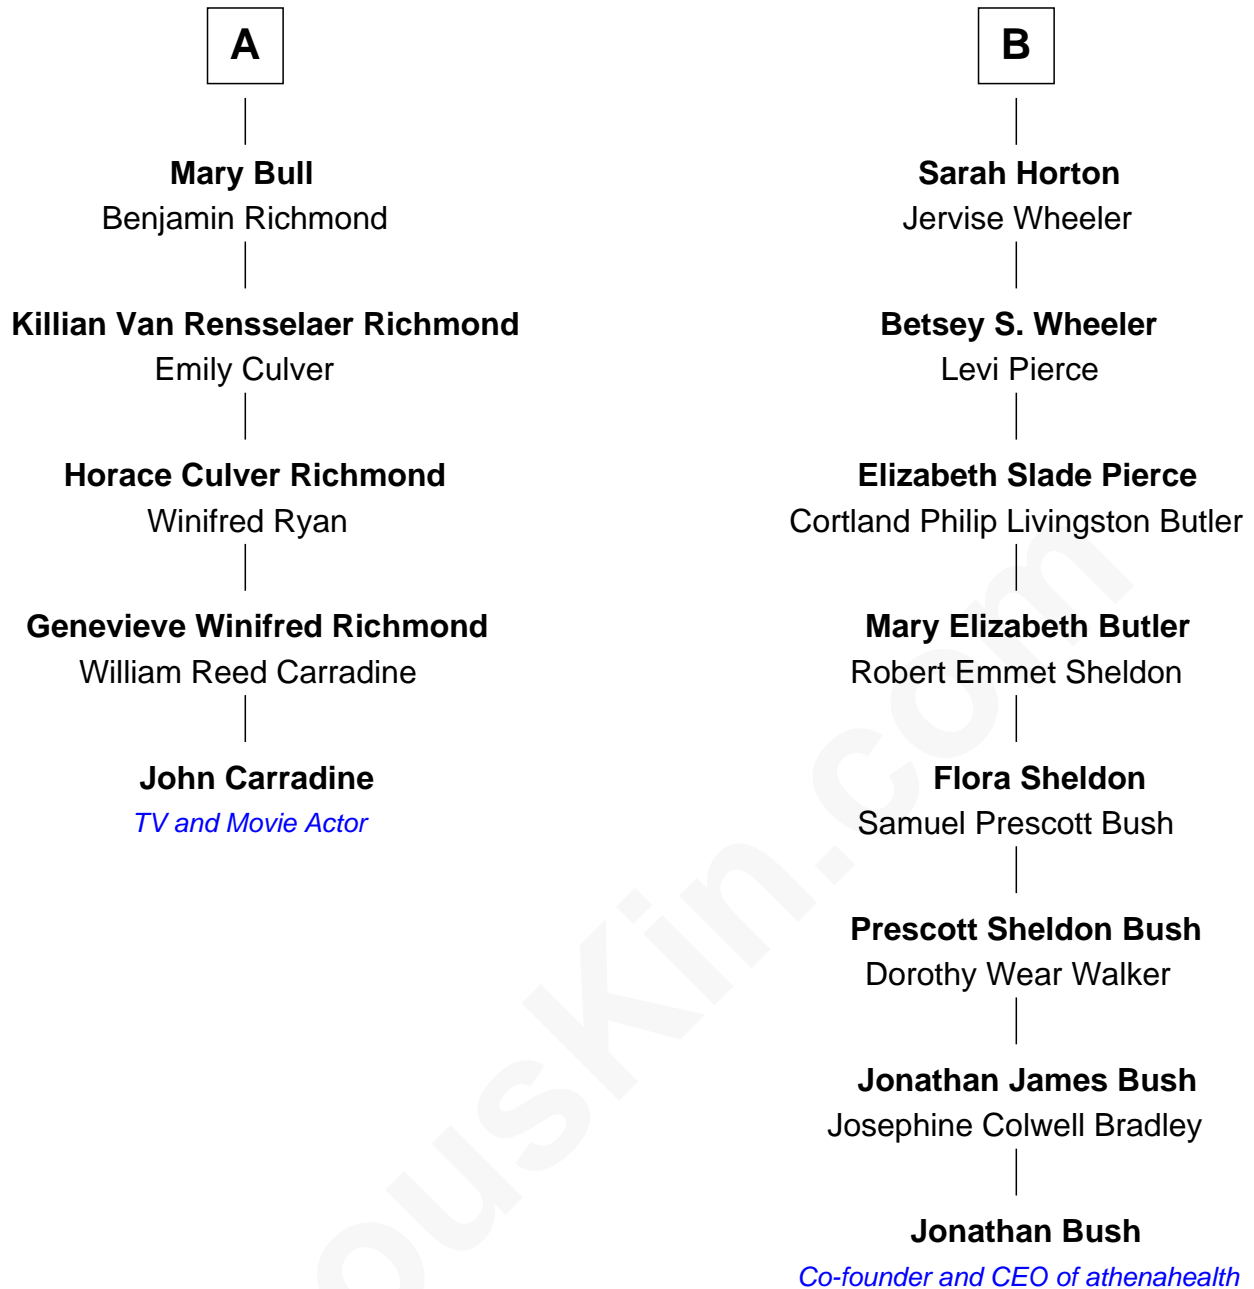 A
Mary Bull
Benjamin Richmond
Killian Van Rensselaer Richmond
Emily Culver
Horace Culver Richmond
Winifred Ryan
Genevieve Winifred Richmond
William Reed Carradine
John Carradine
TV and Movie Actor
B
Sarah Horton
Jervise Wheeler
Betsey S. Wheeler
Levi Pierce
Elizabeth Slade Pierce
Cortland Philip Livingston Butler
Mary Elizabeth Butler
Robert Emmet Sheldon
Flora Sheldon
Samuel Prescott Bush
Prescott Sheldon Bush
Dorothy Wear Walker
Jonathan James Bush
Josephine Colwell Bradley
Jonathan Bush
Co-founder and CEO of athenahealth
ousKin.com